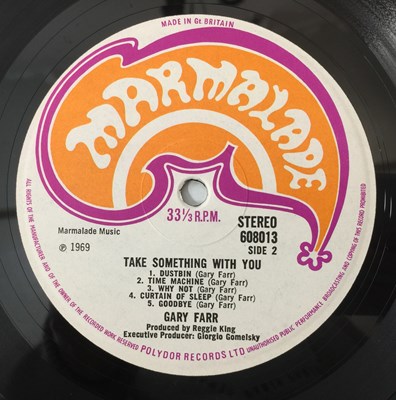 MADE IN Gt BRITAIN
MARMALADE
33⅓ R.P.M.
STEREO
608013
SIDE 2
Marmalade Music
℗ 1969
TAKE SOMETHING WITH YOU
1. DUSTBIN (Gary Farr)
2. TIME MACHINE (Gary Farr)
3. WHY NOT (Gary Farr)
4. CURTAIN OF SLEEP (Gary Farr)
5. GOODBYE (Gary Farr)
GARY FARR
Produced by Reggie King
Executive Producer: Giorgio Gomelsky
ALL RIGHTS OF THE MANUFACTURER AND OF THE OWNER OF THE RECORDED WORK RESERVED POLYDOR RECORDS LTD UNAUTHORISED PUBLIC PERFORMANCE, BROADCASTING AND COPYING OF THIS RECORD PROHIBITED